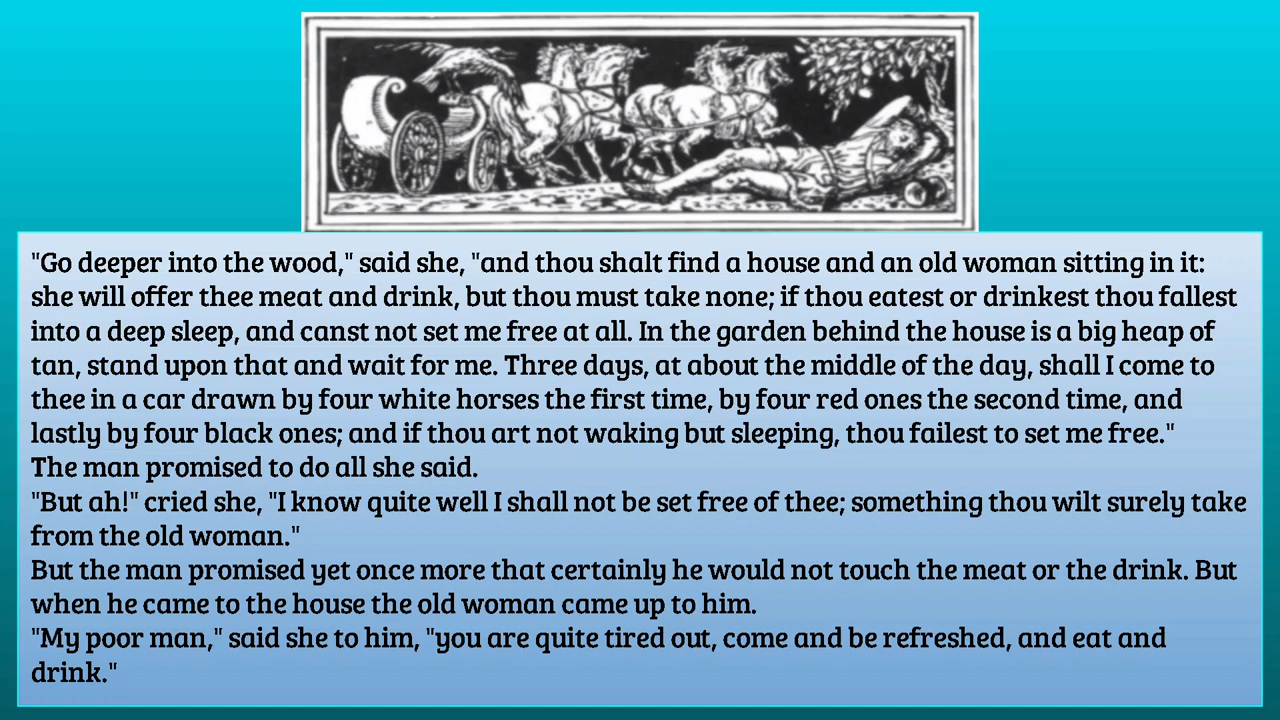 "Go deeper into the wood," said she, "and thou shalt find a house and an old woman sitting in it:
she will offer thee meat and drink, but thou must take none; if thou eatest or drinkest thou fallest
into a deep sleep, and canst not set me free at all. In the garden behind the house is a big heap of
tan, stand upon that and wait for me. Three days, at about the middle of the day, shall I come to
thee in a car drawn by four white horses the first time, by four red ones the second time, and
lastly by four black ones; and if thou art not waking but sleeping, thou failest to set me free."
The man promised to do all she said.
"But ah!" cried she, "I know quite well I shall not be set free of thee; something thou wilt surely take
from the old woman."
But the man promised yet once more that certainly he would not touch the meat or the drink. But
when he came to the house the old woman came up to him.
"My poor man," said she to him, "you are quite tired out, come and be refreshed, and eat and
drink."